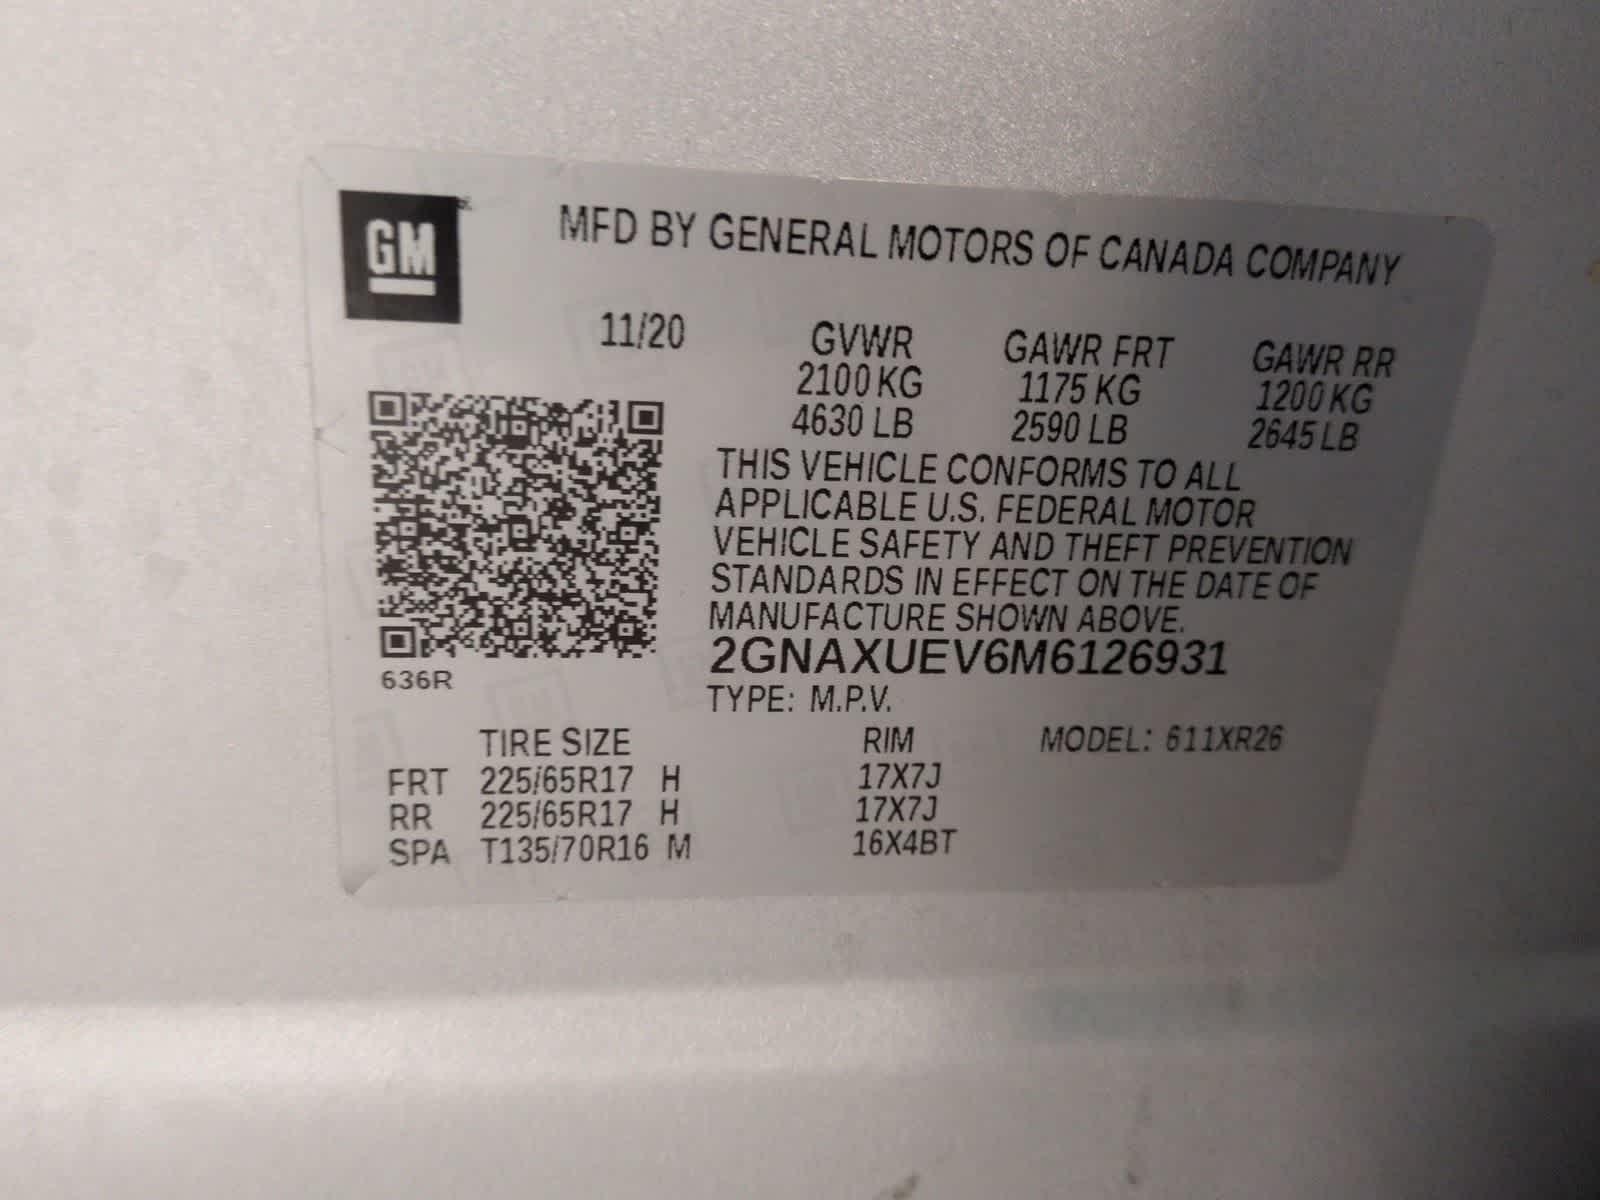 GM
MFD BY GENERAL MOTORS OF CANADA COMPANY
11/20 GVWR GAWR FRT GAWR RR
2100 KG 1175 KG 1200 KG
4630 LB 2590 LB 2645 LB
THIS VEHICLE CONFORMS TO ALL
APPLICABLE U.S. FEDERAL MOTOR
VEHICLE SAFETY AND THEFT PREVENTION
STANDARDS IN EFFECT ON THE DATE OF
MANUFACTURE SHOWN ABOVE.
2GNAXUEV6M6126931
636R
TYPE: M.P.V.
TIRE SIZE RIM MODEL: 611XR26
FRT 225/65R17 H 17X7J
RR 225/65R17 H 17X7J
SPA T135/70R16 M 16X4BT